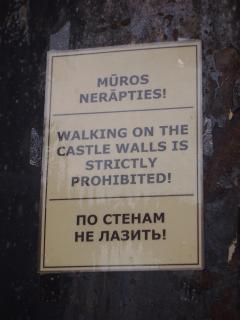 MŪROS
NERĀPTIES!
WALKING ON THE
CASTLE WALLS IS
STRICTLY
PROHIBITED!
ПО СТЕНАМ
НЕ ЛАЗИТЬ!